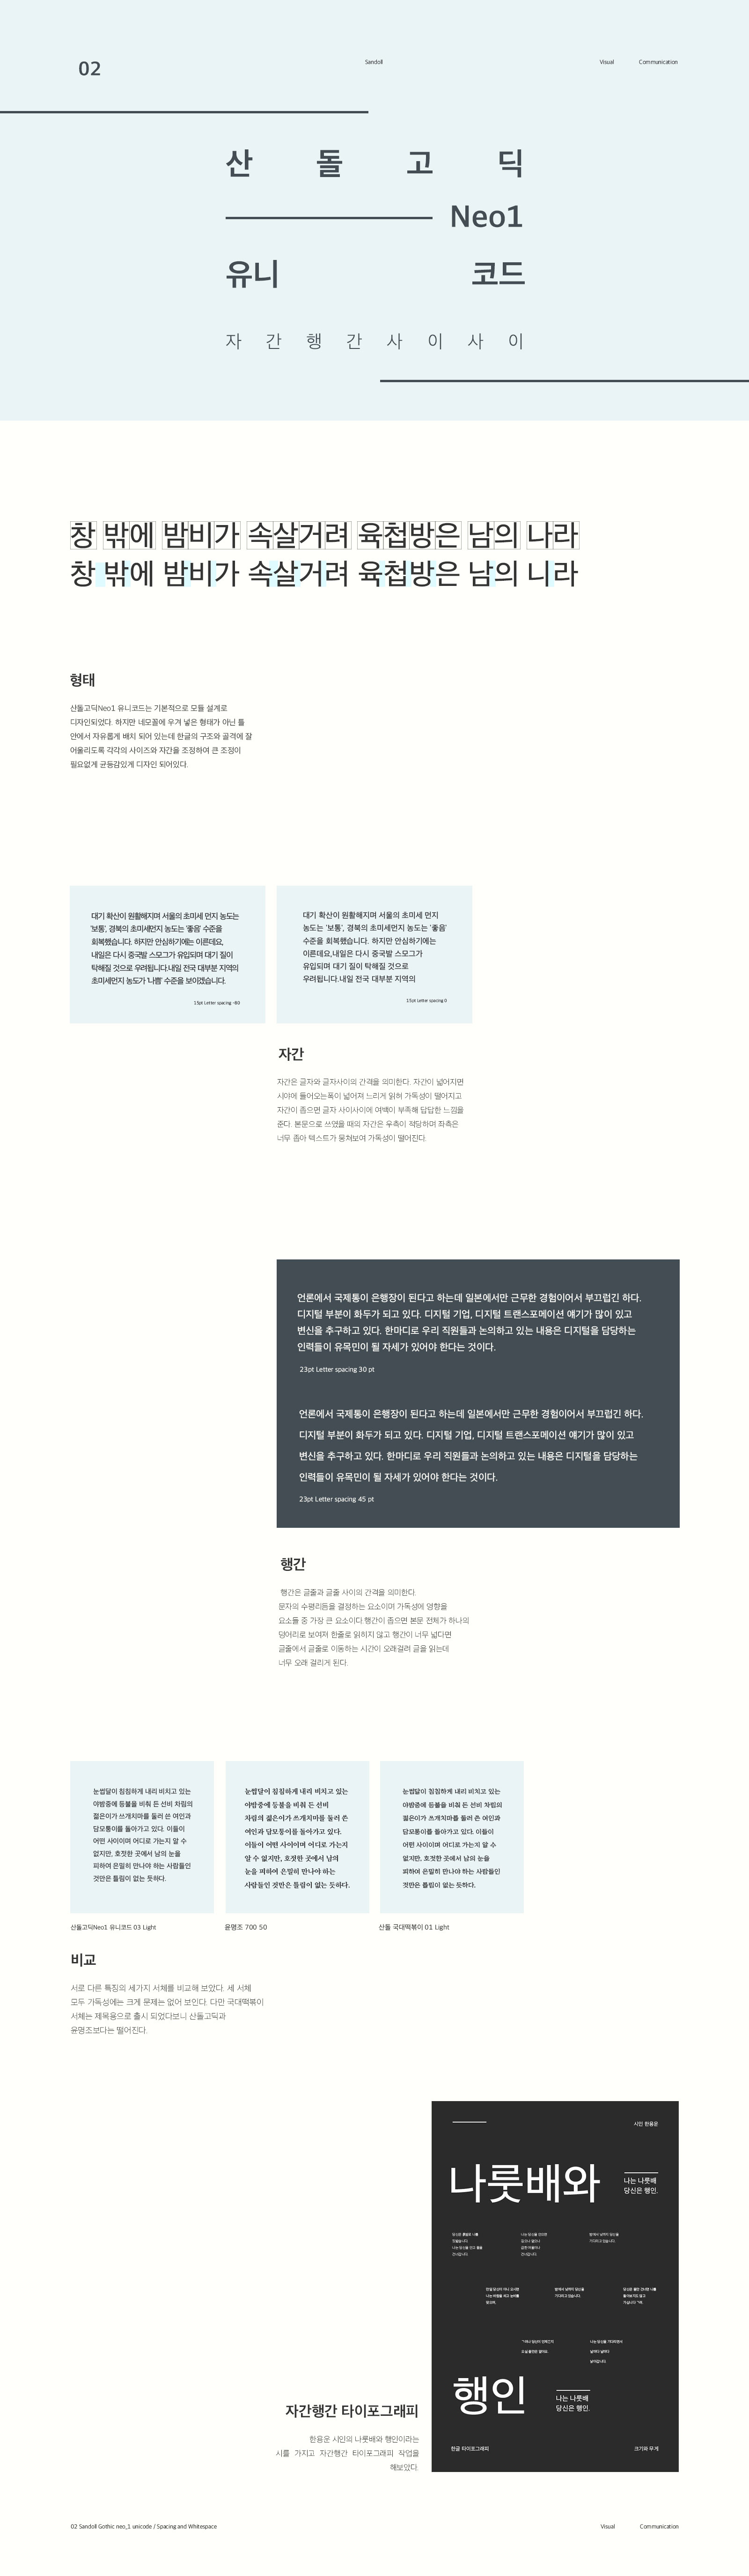 02
Sandoll
Visual Communication
산 돌 고 딕
Neo1
유니 코드
자 간 행 간 사 이 사 이
창 밖에 밤비가 속살거려 육첩방은 남의 나라
창 밖에 밤비가 속살거려 육첩방은 남의 니라
형태
산돌고딕Neo1 유니코드는 기본적으로 모듈 설계로
디자인되었다. 하지만 네모꼴에 우겨 넣은 형태가 아닌 틀
안에서 자유롭게 배치 되어 있는데 한글의 구조와 골격에 잘
어울리도록 각각의 사이즈와 자간을 조정하여 큰 조정이
필요없게 균등감있게 디자인 되어있다.
대기 확산이 원활해지며 서울의 초미세 먼지 농도는
'보통', 경북의 초미세먼지 농도는 '좋음' 수준을
회복했습니다. 하지만 안심하기에는 이른데요,
내일은 다시 중국발 스모그가 유입되며 대기 질이
탁해질 것으로 우려됩니다.내일 전국 대부분 지역의
초미세먼지 농도가 '나쁨' 수준을 보이겠습니다.
15pt Letter spacing -80
대기 확산이 원활해지며 서울의 초미세 먼지
농도는 '보통', 경북의 초미세먼지 농도는 '좋음'
수준을 회복했습니다. 하지만 안심하기에는
이른데요,내일은 다시 중국발 스모그가
유입되며 대기 질이 탁해질 것으로
우려됩니다.내일 전국 대부분 지역의
15pt Letter spacing 0
자간
자간은 글자와 글자사이의 간격을 의미한다. 자간이 넓어지면
시야에 들어오는폭이 넓어져 느리게 읽혀 가독성이 떨어지고
자간이 좁으면 글자 사이사이에 여백이 부족해 답답한 느낌을
준다. 본문으로 쓰였을 때의 자간은 우측이 적당하며 좌측은
너무 좁아 텍스트가 뭉쳐보여 가독성이 떨어진다.
언론에서 국제통이 은행장이 된다고 하는데 일본에서만 근무한 경험이어서 부끄럽긴 하다.
디지털 부분이 화두가 되고 있다. 디지털 기업, 디지털 트랜스포메이션 얘기가 많이 있고
변신을 추구하고 있다. 한마디로 우리 직원들과 논의하고 있는 내용은 디지털을 담당하는
인력들이 유목민이 될 자세가 있어야 한다는 것이다.
23pt Letter spacing 30 pt
언론에서 국제통이 은행장이 된다고 하는데 일본에서만 근무한 경험이어서 부끄럽긴 하다.
디지털 부분이 화두가 되고 있다. 디지털 기업, 디지털 트랜스포메이션 얘기가 많이 있고
변신을 추구하고 있다. 한마디로 우리 직원들과 논의하고 있는 내용은 디지털을 담당하는
인력들이 유목민이 될 자세가 있어야 한다는 것이다.
23pt Letter spacing 45 pt
행간
행간은 글줄과 글줄 사이의 간격을 의미한다.
문자의 수평리듬을 결정하는 요소이며 가독성에 영향을
요소들 중 가장 큰 요소이다.행간이 좁으면 본문 전체가 하나의
덩어리로 보여져 한줄로 읽히지 않고 행간이 너무 넓다면
글줄에서 글줄로 이동하는 시간이 오래걸려 글을 읽는데
너무 오래 걸리게 된다.
눈썹달이 침침하게 내리 비치고 있는
야밤중에 등불을 비춰 든 선비 차림의
젊은이가 쓰개치마를 둘러 쓴 여인과
담모퉁이를 돌아가고 있다. 이들이
어떤 사이이며 어디로 가는지 알 수
없지만, 호젓한 곳에서 남의 눈을
피하여 은밀히 만나야 하는 사람들인
것만은 틀림이 없는 듯하다.
산돌고딕Neo1 유니코드 03 Light
눈썹달이 침침하게 내리 비치고 있는
야밤중에 등불을 비춰 든 선비
차림의 젊은이가 쓰개치마를 둘러 쓴
여인과 담모퉁이를 돌아가고 있다.
이들이 어떤 사이이며 어디로 가는지
알 수 없지만, 호젓한 곳에서 남의
눈을 피하여 은밀히 만나야 하는
사람들인 것만은 틀림이 없는 듯하다.
윤명조 700 50
눈썹달이 침침하게 내리 비치고 있는
야밤중에 등불을 비춰 든 선비 차림의
젊은이가 쓰개치마를 둘러 쓴 여인과
담모퉁이를 돌아가고 있다. 이들이
어떤 사이이며 어디로 가는지 알 수
없지만, 호젓한 곳에서 남의 눈을
피하여 은밀히 만나야 하는 사람들인
것만은 틀림이 없는 듯하다.
산돌 국대떡볶이 01 Light
비교
서로 다른 특징의 세가지 서체를 비교해 보았다. 세 서체
모두 가독성에는 크게 문제는 없어 보인다. 다만 국대떡볶이
서체는 제목용으로 출시 되었다보니 산돌고딕과
윤명조보다는 떨어진다.
시인 한용운
나룻배와
나는 나룻배
당신은 행인.
행인
나는 나룻배
당신은 행인.
한글 타이포그래피
크기와 무게
자간행간 타이포그래피
한용운 시인의 나룻배와 행인이라는
시를 가지고 자간행간 타이포그래피 작업을
해보았다.
02 Sandoll Gothic neo_1 unicode / Spacing and Whitespace
Visual Communication